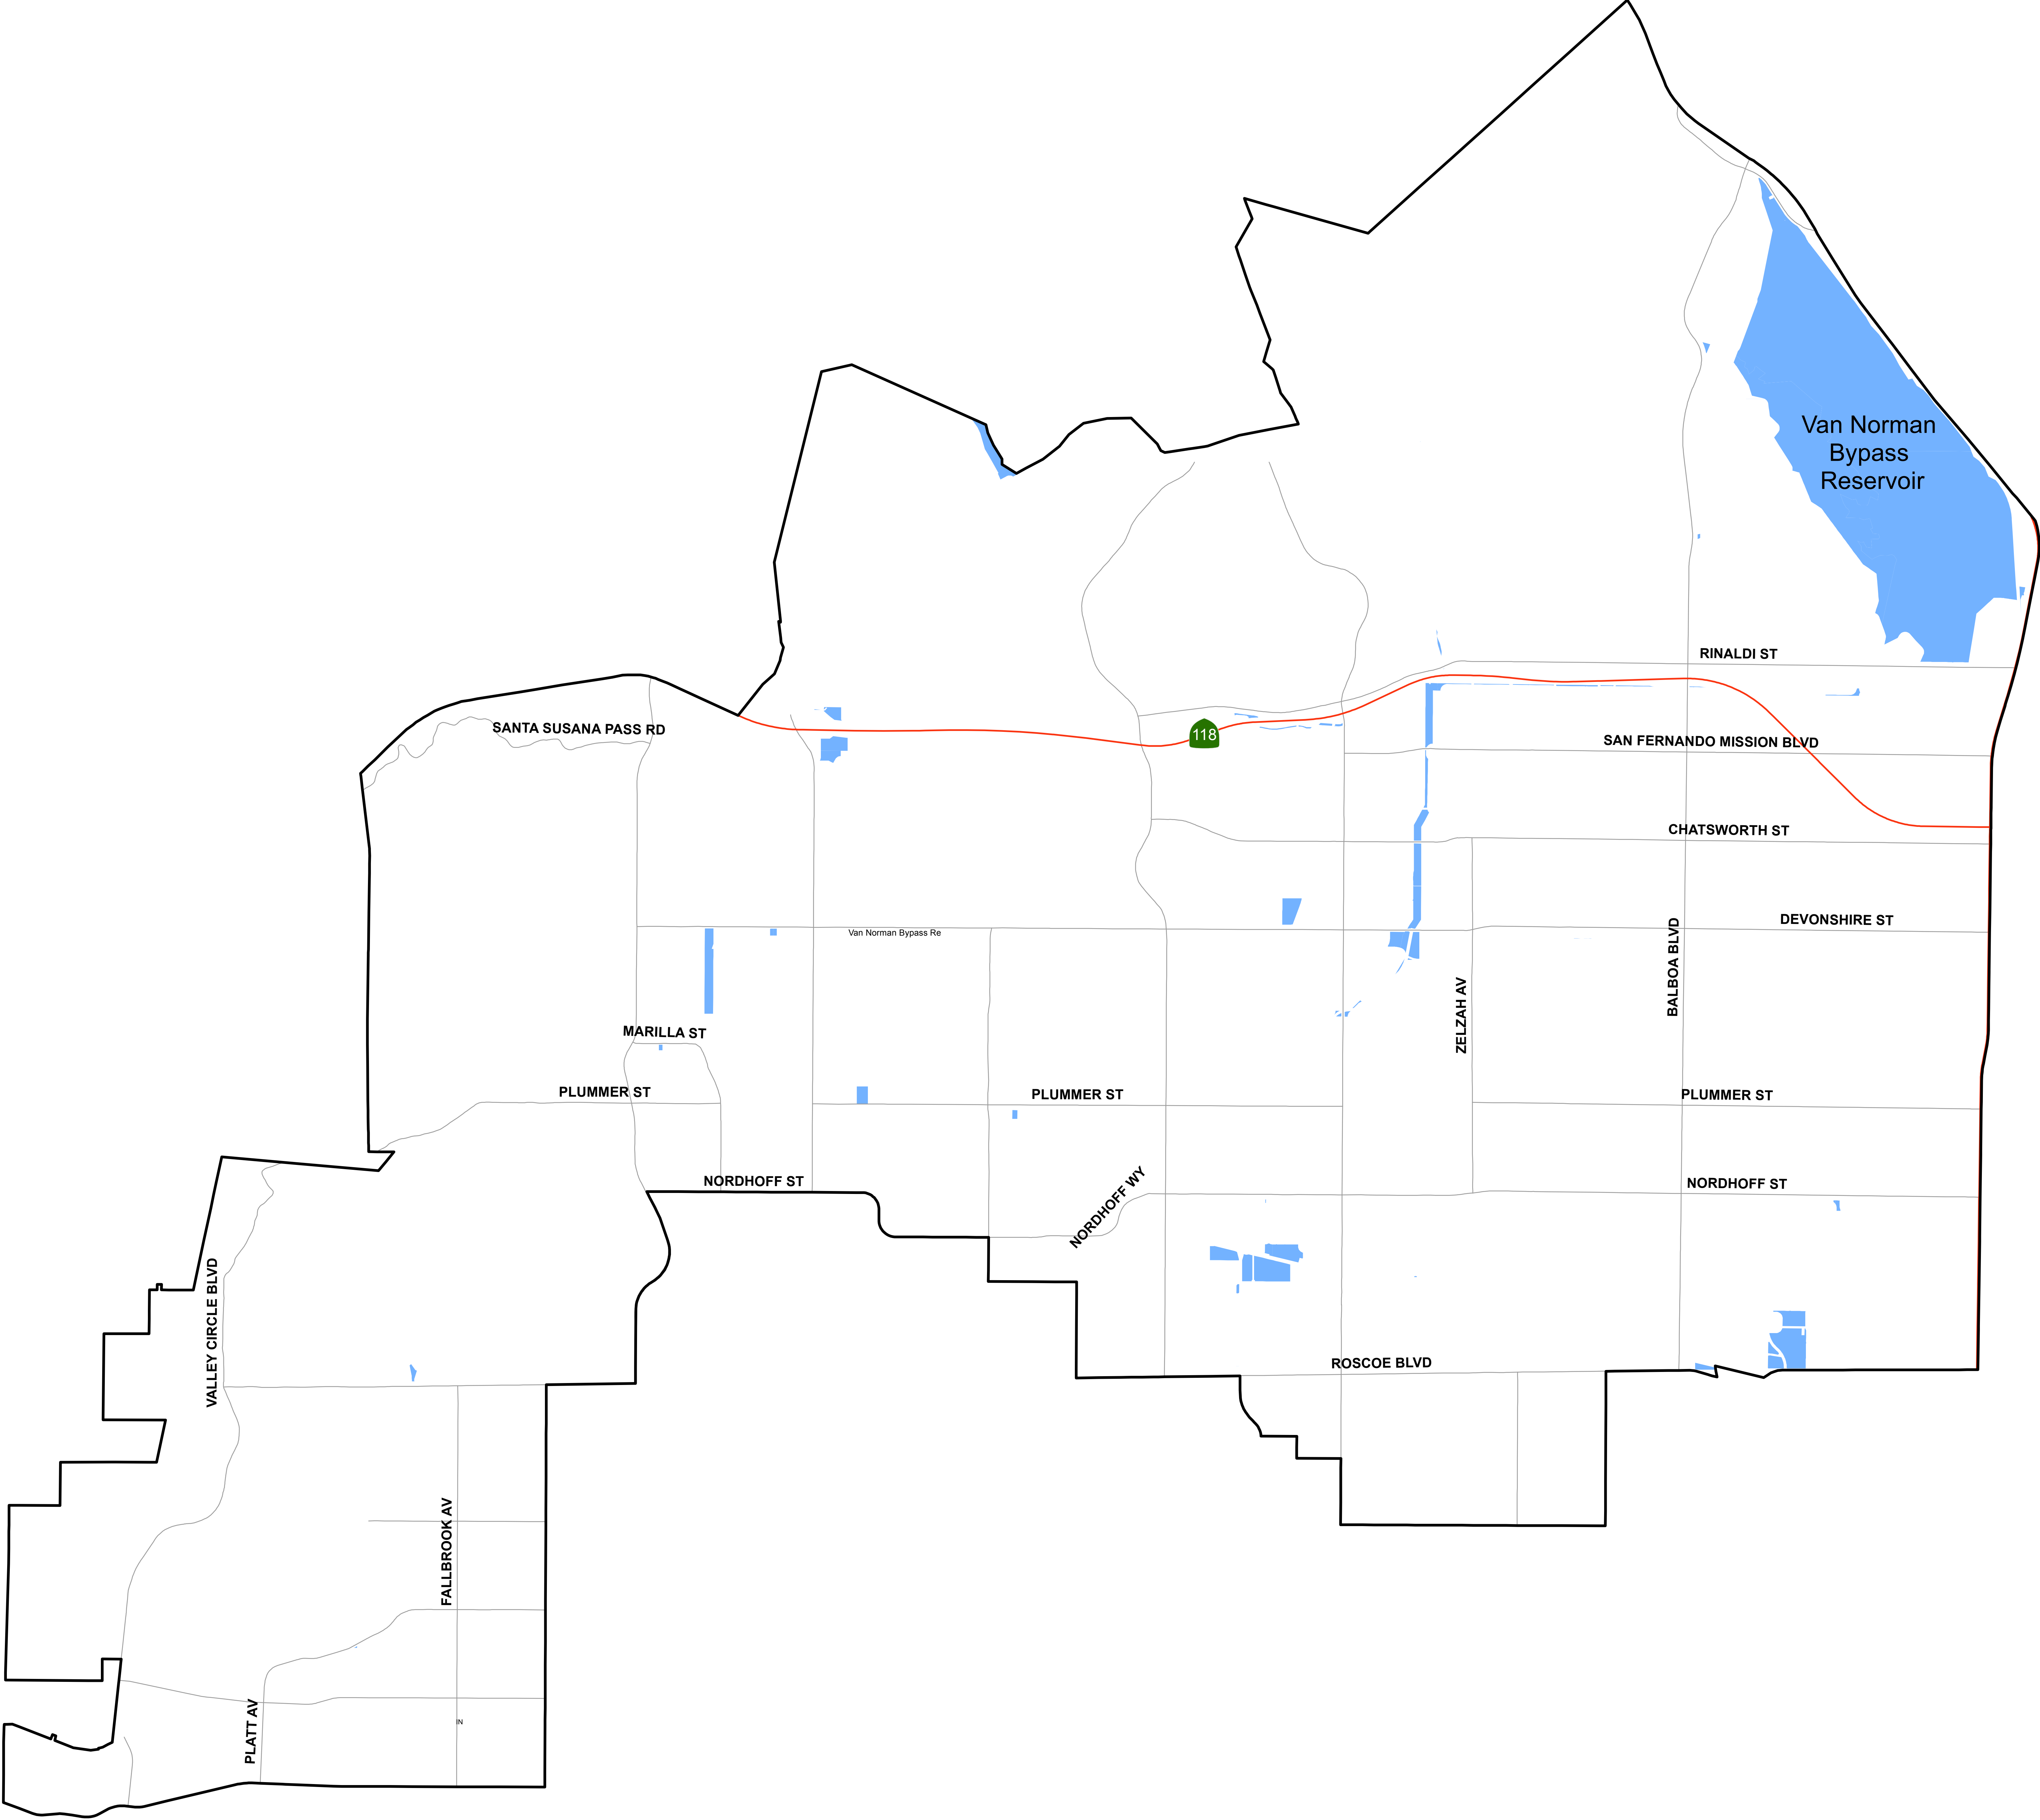 Van Norman
Bypass
Reservoir
RINALDI ST
SANTA SUSANA PASS RD
118
SAN FERNANDO MISSION BLVD
CHATSWORTH ST
DEVONSHIRE ST
Van Norman Bypass Re
BALBOA BLVD
ZELZAH AV
MARILLA ST
PLUMMER ST
PLUMMER ST
PLUMMER ST
NORDHOFF ST
NORDHOFF WY
NORDHOFF ST
VALLEY CIRCLE BLVD
ROSCOE BLVD
FALLBROOK AV
PLATT AV
IN